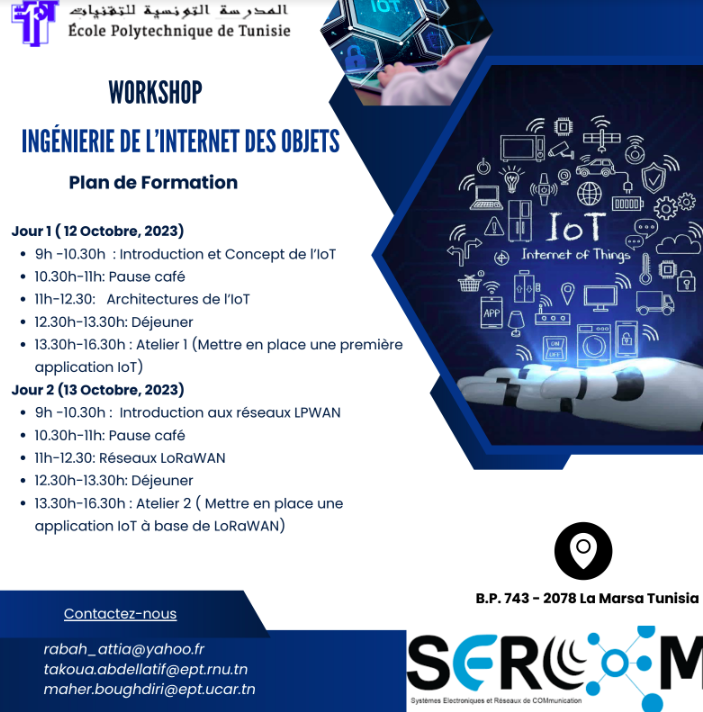 المدرسة التونسية للتقنيات
École Polytechnique de Tunisie
IOT
WORKSHOP
INGÉNIERIE DE L'INTERNET DES OBJETS
Plan de Formation
Jour 1 ( 12 Octobre, 2023)
• 9h -10.30h : Introduction et Concept de l'IoT
• 10.30h-11h: Pause café
• 11h-12.30: Architectures de l'IoT
• 12.30h-13.30h: Déjeuner
• 13.30h-16.30h : Atelier 1 (Mettre en place une première
application IoT)
Jour 2 (13 Octobre, 2023)
• 9h -10.30h : Introduction aux réseaux LPWAN
• 10.30h-11h: Pause café
• 11h-12.30: Réseaux LoRaWAN
• 12.30h-13.30h: Déjeuner
• 13.30h-16.30h : Atelier 2 ( Mettre en place une
application IoT à base de LoRaWAN)
IoT
Internet of Things
APP
ON
OFF
B.P. 743 - 2078 La Marsa Tunisia
Contactez-nous
rabah_attia@yahoo.fr
takoua.abdellatif@ept.rnu.tn
maher.boughdiri@ept.ucar.tn
SERCOM
Systèmes Electroniques et Réseaux de COMmunication